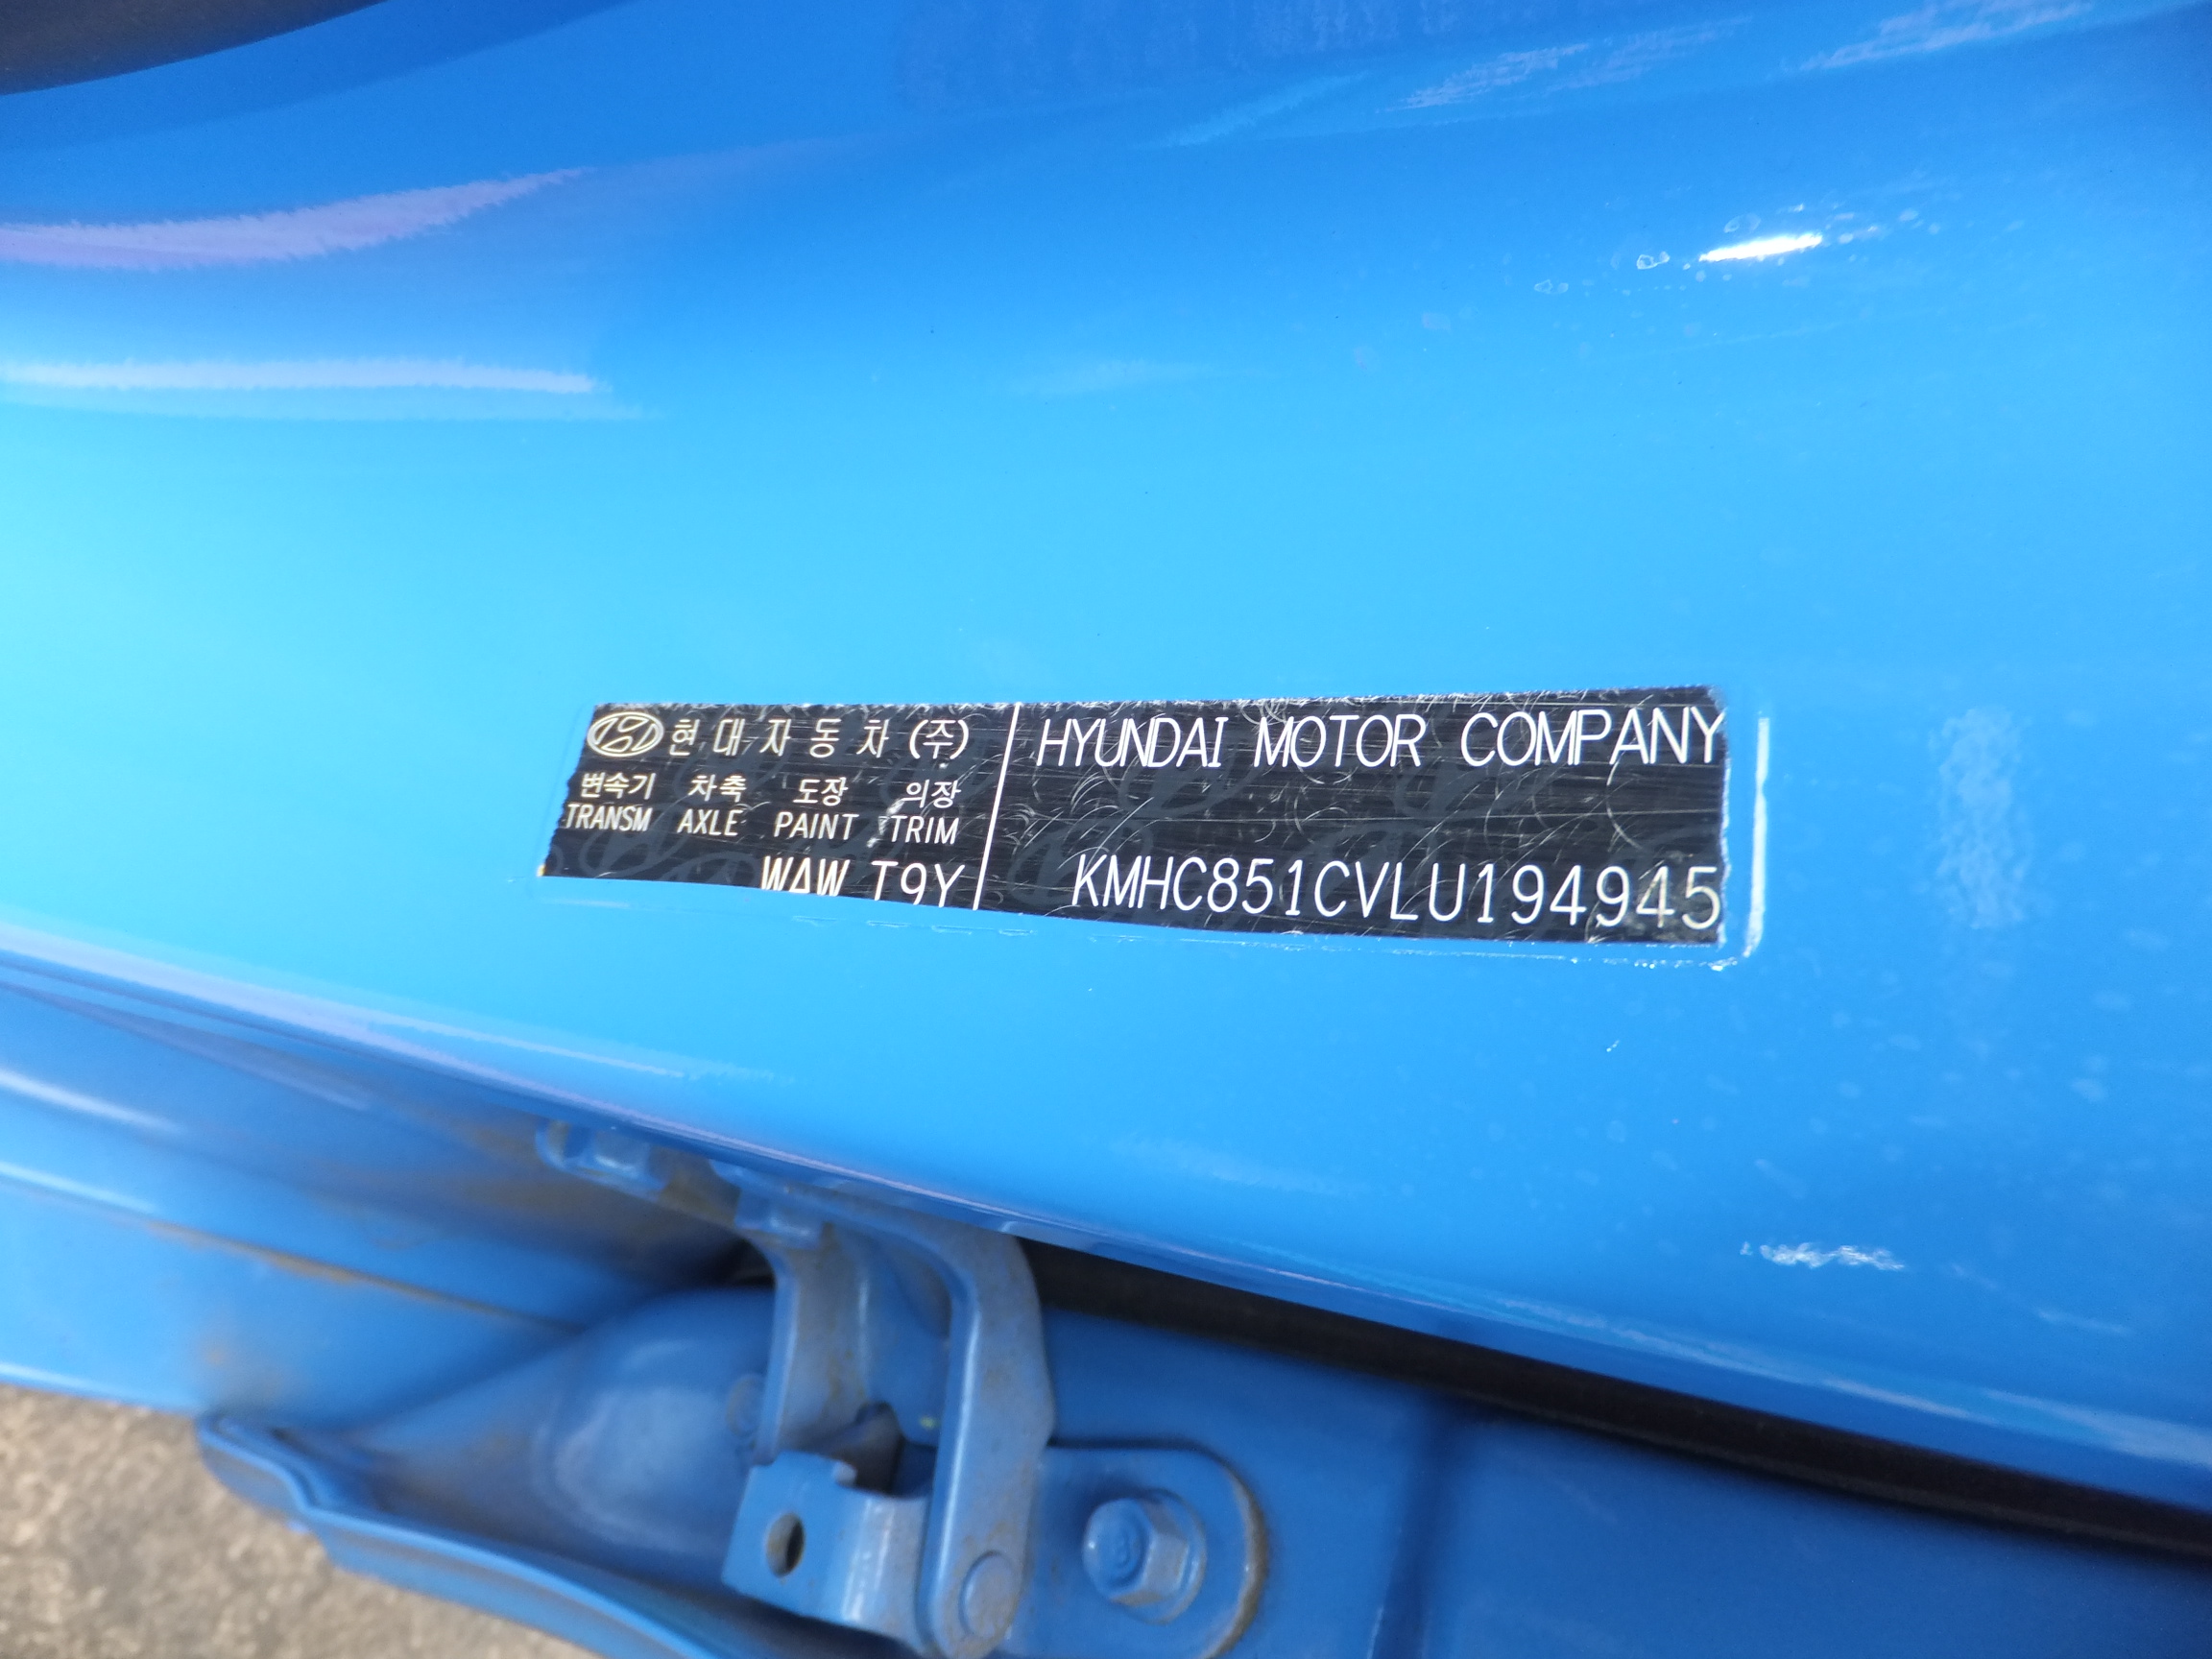 현대자동차(주)
변속기 차축 도장 의장
TRANSM AXLE PAINT TRIM
WAW T9Y
HYUNDAI MOTOR COMPANY
KMHC851CVLU194945
8